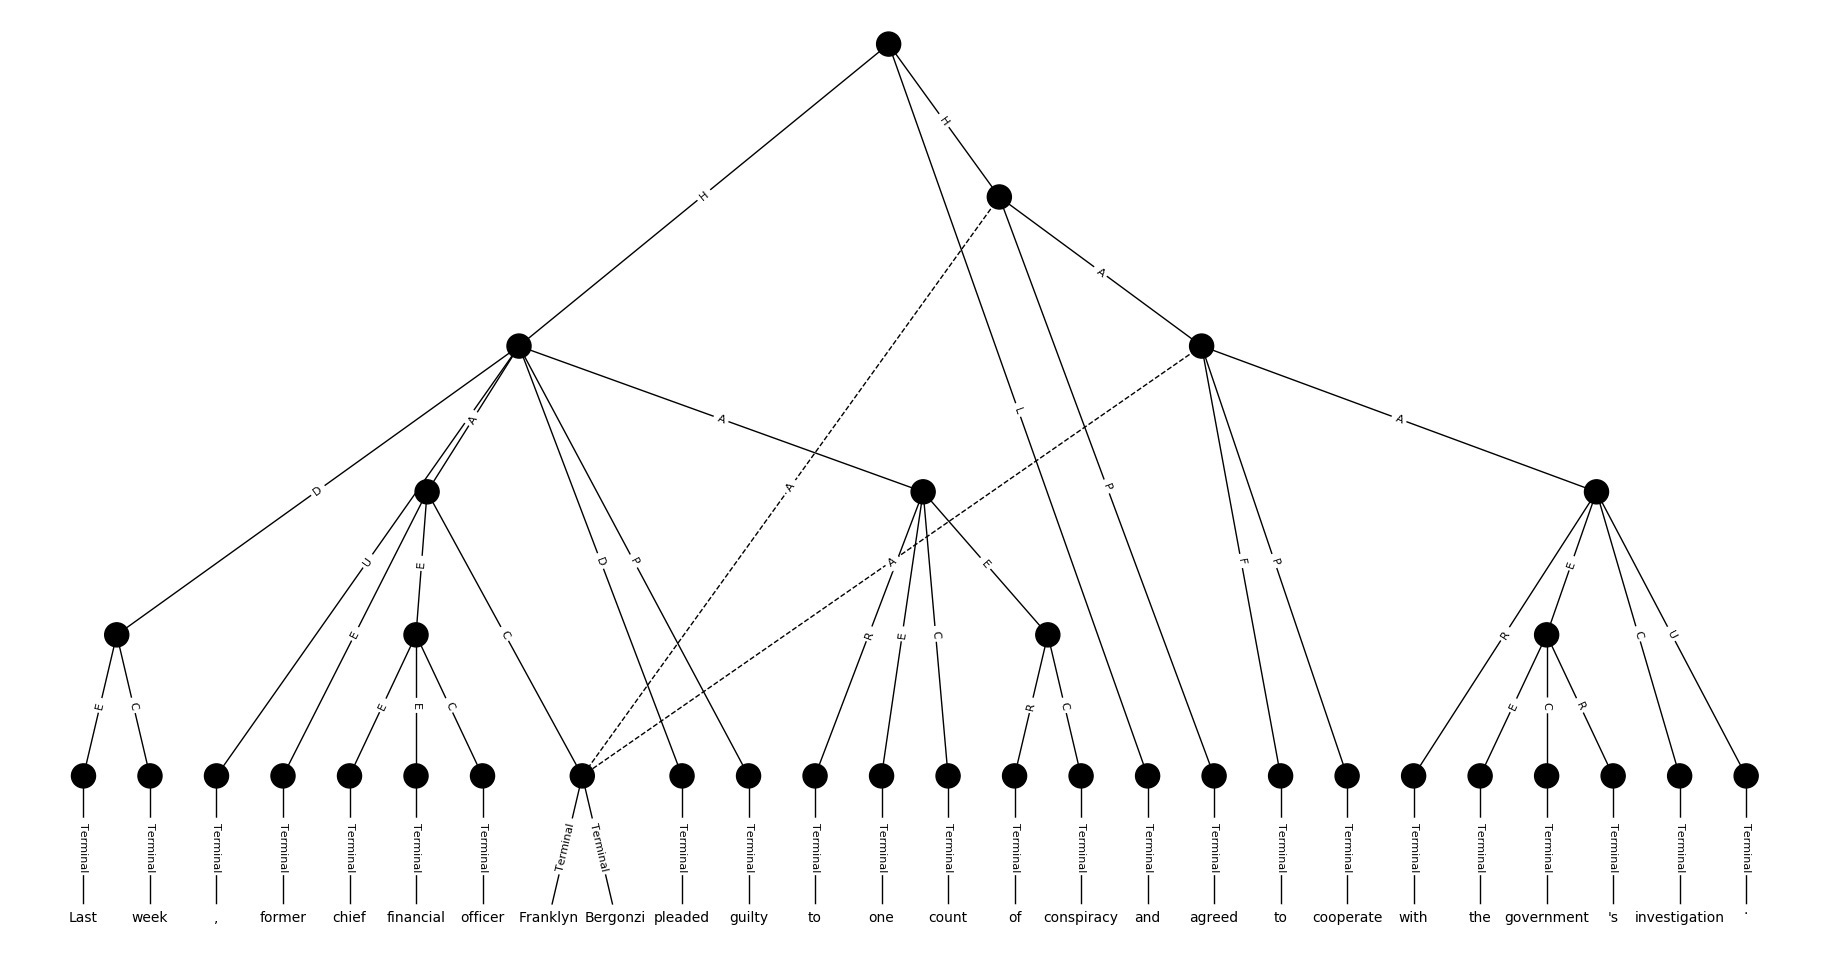 H
H
A
L
A
A
A
D
A
P
U
E
E
C
D
P
A
E
F
P
R
E
C
R
E
C
U
E
C
E
E
C
R
C
E
C
R
Terminal Terminal Terminal Terminal Terminal Terminal Terminal Terminal Terminal Terminal Terminal Terminal Terminal Terminal Terminal Terminal Terminal Terminal Terminal Terminal Terminal Terminal Terminal Terminal Terminal Terminal
Last week , former chief financial officer Franklyn Bergonzi pleaded guilty to one count of conspiracy and agreed to cooperate with the government 's investigation .